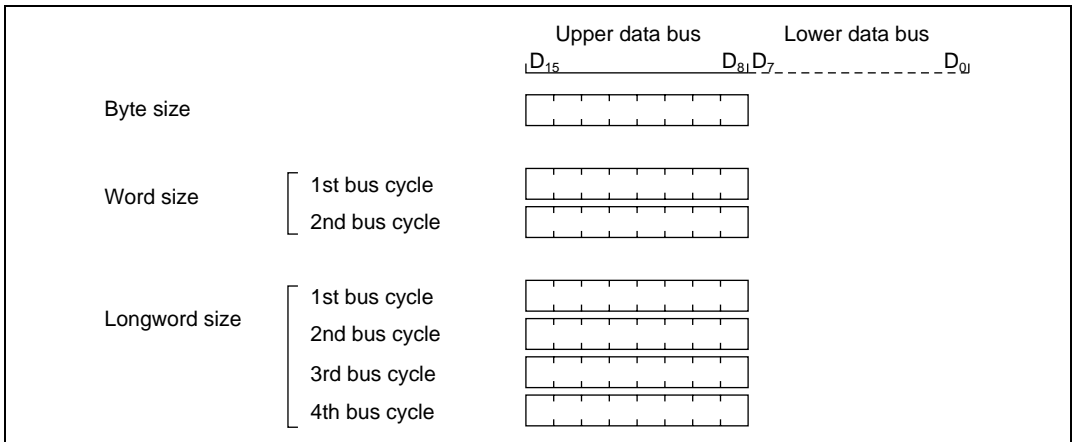 Upper data bus Lower data bus
D15 D8 D7 D0
Byte size
Word size
1st bus cycle
2nd bus cycle
Longword size
1st bus cycle
2nd bus cycle
3rd bus cycle
4th bus cycle